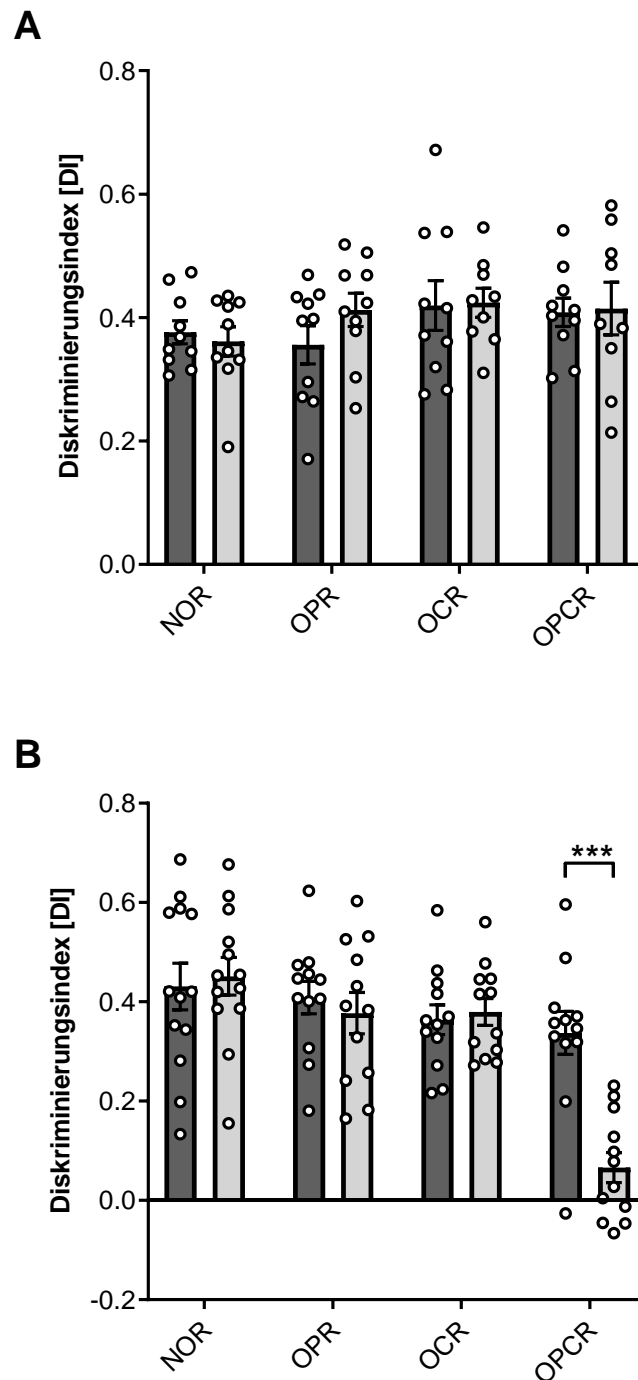 A
Diskriminierungsindex [DI]
0.8
0.6
0.4
0.2
0.0
NOR
OPR
OCR
OPCR
B
Diskriminierungsindex [DI]
0.8
0.6
0.4
0.2
0.0
-0.2
***
NOR
OPR
OCR
OPCR